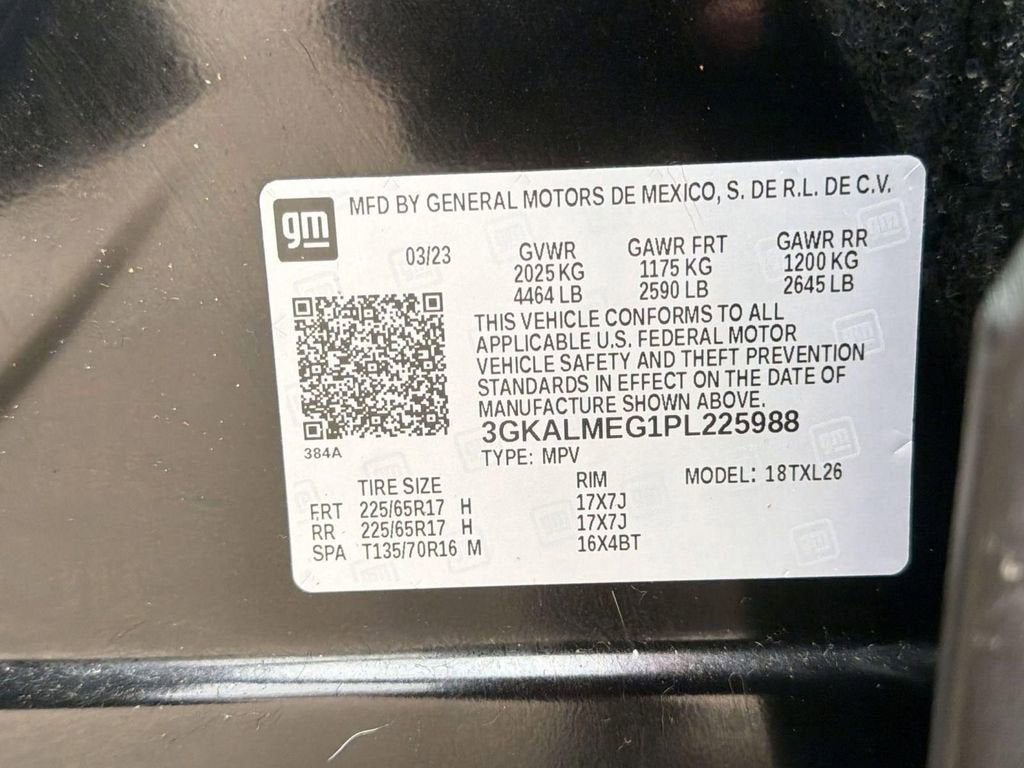 gm
MFD BY GENERAL MOTORS DE MEXICO, S. DE R.L. DE C.V.
03/23 GVWR GAWR FRT GAWR RR
2025 KG 1175 KG 1200 KG
4464 LB 2590 LB 2645 LB
THIS VEHICLE CONFORMS TO ALL
APPLICABLE U.S. FEDERAL MOTOR
VEHICLE SAFETY AND THEFT PREVENTION
STANDARDS IN EFFECT ON THE DATE OF
MANUFACTURE SHOWN ABOVE.
3GKALMEG1PL225988
384A
TYPE: MPV MODEL: 18TXL26
TIRE SIZE RIM
FRT 225/65R17 H 17X7J
RR 225/65R17 H 17X7J
SPA T135/70R16 M 16X4BT